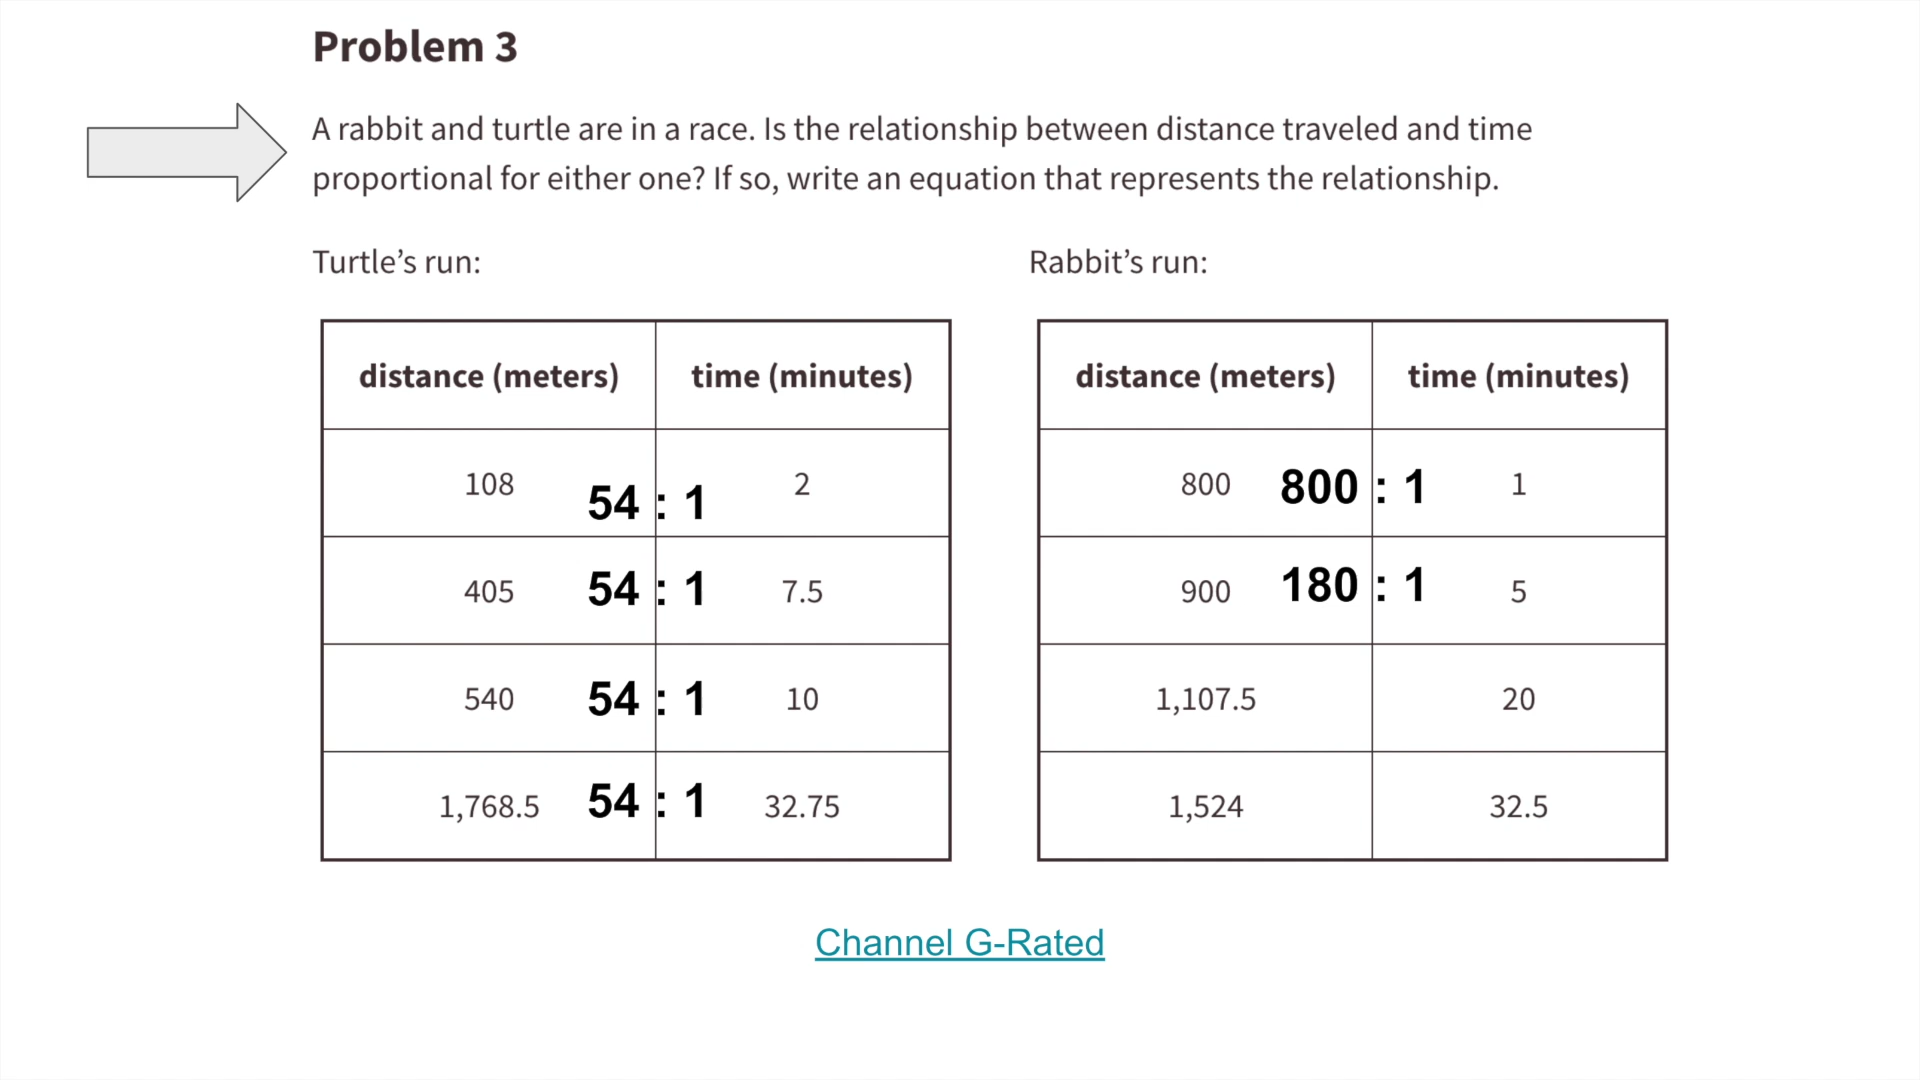 Problem 3
A rabbit and turtle are in a race. Is the relationship between distance traveled and time
proportional for either one? If so, write an equation that represents the relationship.
Turtle’s run:
distance (meters) time (minutes)
108 54 : 1 2
405 54 : 1 7.5
540 54 : 1 10
1,768.5 54 : 1 32.75
Rabbit’s run:
distance (meters) time (minutes)
800 800 : 1 1
900 180 : 1 5
1,107.5 20
1,524 32.5
Channel G-Rated